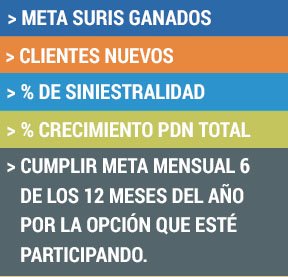 > META SURIS GANADOS
> CLIENTES NUEVOS
> % DE SINIESTRALIDAD
> % CRECIMIENTO PDN TOTAL
> CUMPLIR META MENSUAL 6
DE LOS 12 MESES DEL AÑO
POR LA OPCIÓN QUE ESTÉ
PARTICIPANDO.